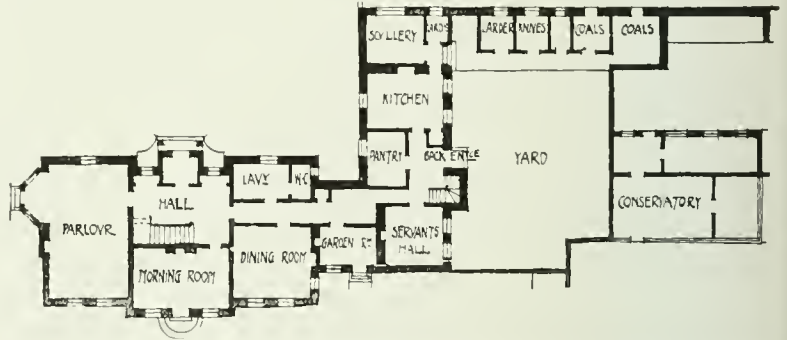 SCVLLERY
LARDER
KNIVES
COALS
COALS
KITCHEN
PANTRY
BACK ENTCE
YARD
LAVY
W.C
HALL
CONSERVATORY
PARLOVR
GARDEN RM
SERVANTS
HALL
DINING ROOM
MORNING ROOM